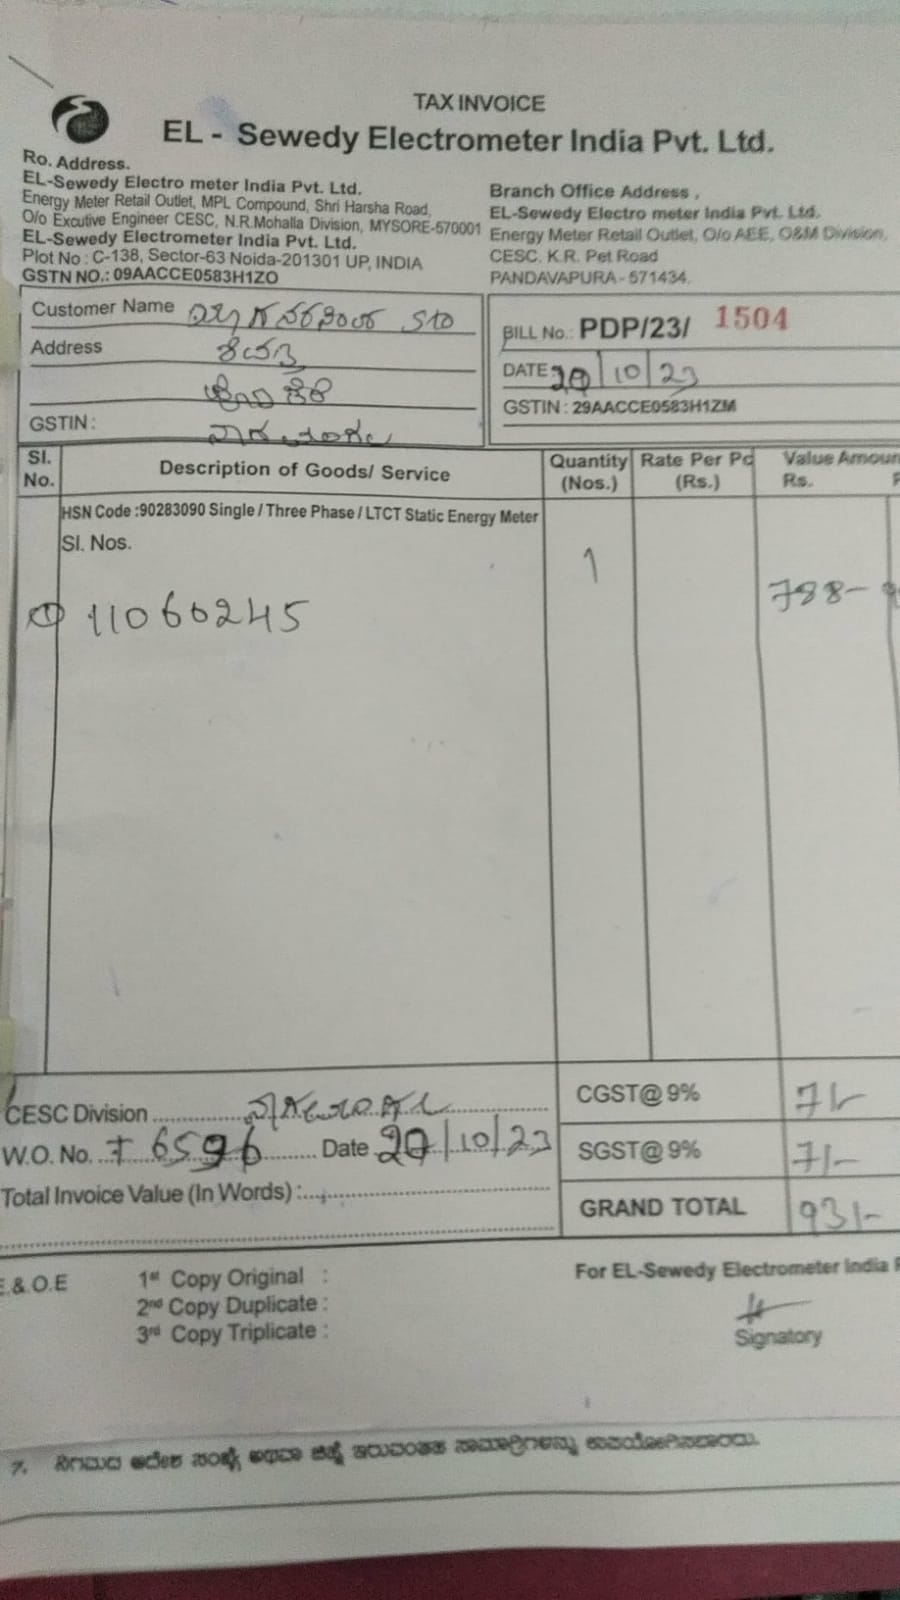 TAX INVOICE
EL - Sewedy Electrometer India Pvt. Ltd.
Ro. Address.
EL-Sewedy Electro meter India Pvt. Ltd.
Energy Meter Retail Outlet, MPL Compound, Shri Harsha Road,
O/o Excutive Engineer CESC, N.R.Mohalla Division, MYSORE-570001
EL-Sewedy Electrometer India Pvt. Ltd.
Plot No : C-138, Sector-63 Noida-201301 UP, INDIA
GSTN NO.: 09AACCE0583H1ZO
Branch Office Address ,
EL-Sewedy Electro meter India Pvt. Ltd.
Energy Meter Retail Outlet, O/o AEE, O&M Division,
CESC. K.R. Pet Road
PANDAVAPURA - 571434.
Customer Name
Address
GSTIN :
BILL No.: PDP/23/ 1504
DATE 20/10/23
GSTIN : 29AACCE0583H1ZM
Sl. No. Description of Goods/ Service Quantity (Nos.) Rate Per Pc (Rs.) Value Amoun Rs.
HSN Code :90283090 Single / Three Phase / LTCT Static Energy Meter
Sl. Nos.
1
788-
① 11060245
CESC Division
CGST@ 9% 71-
W.O. No. 76596 Date 20/10/23
SGST@ 9% 71-
Total Invoice Value (In Words) :
GRAND TOTAL 931-
E.& O.E
1st Copy Original :
2nd Copy Duplicate :
3rd Copy Triplicate :
For EL-Sewedy Electrometer India P
Signatory
7.